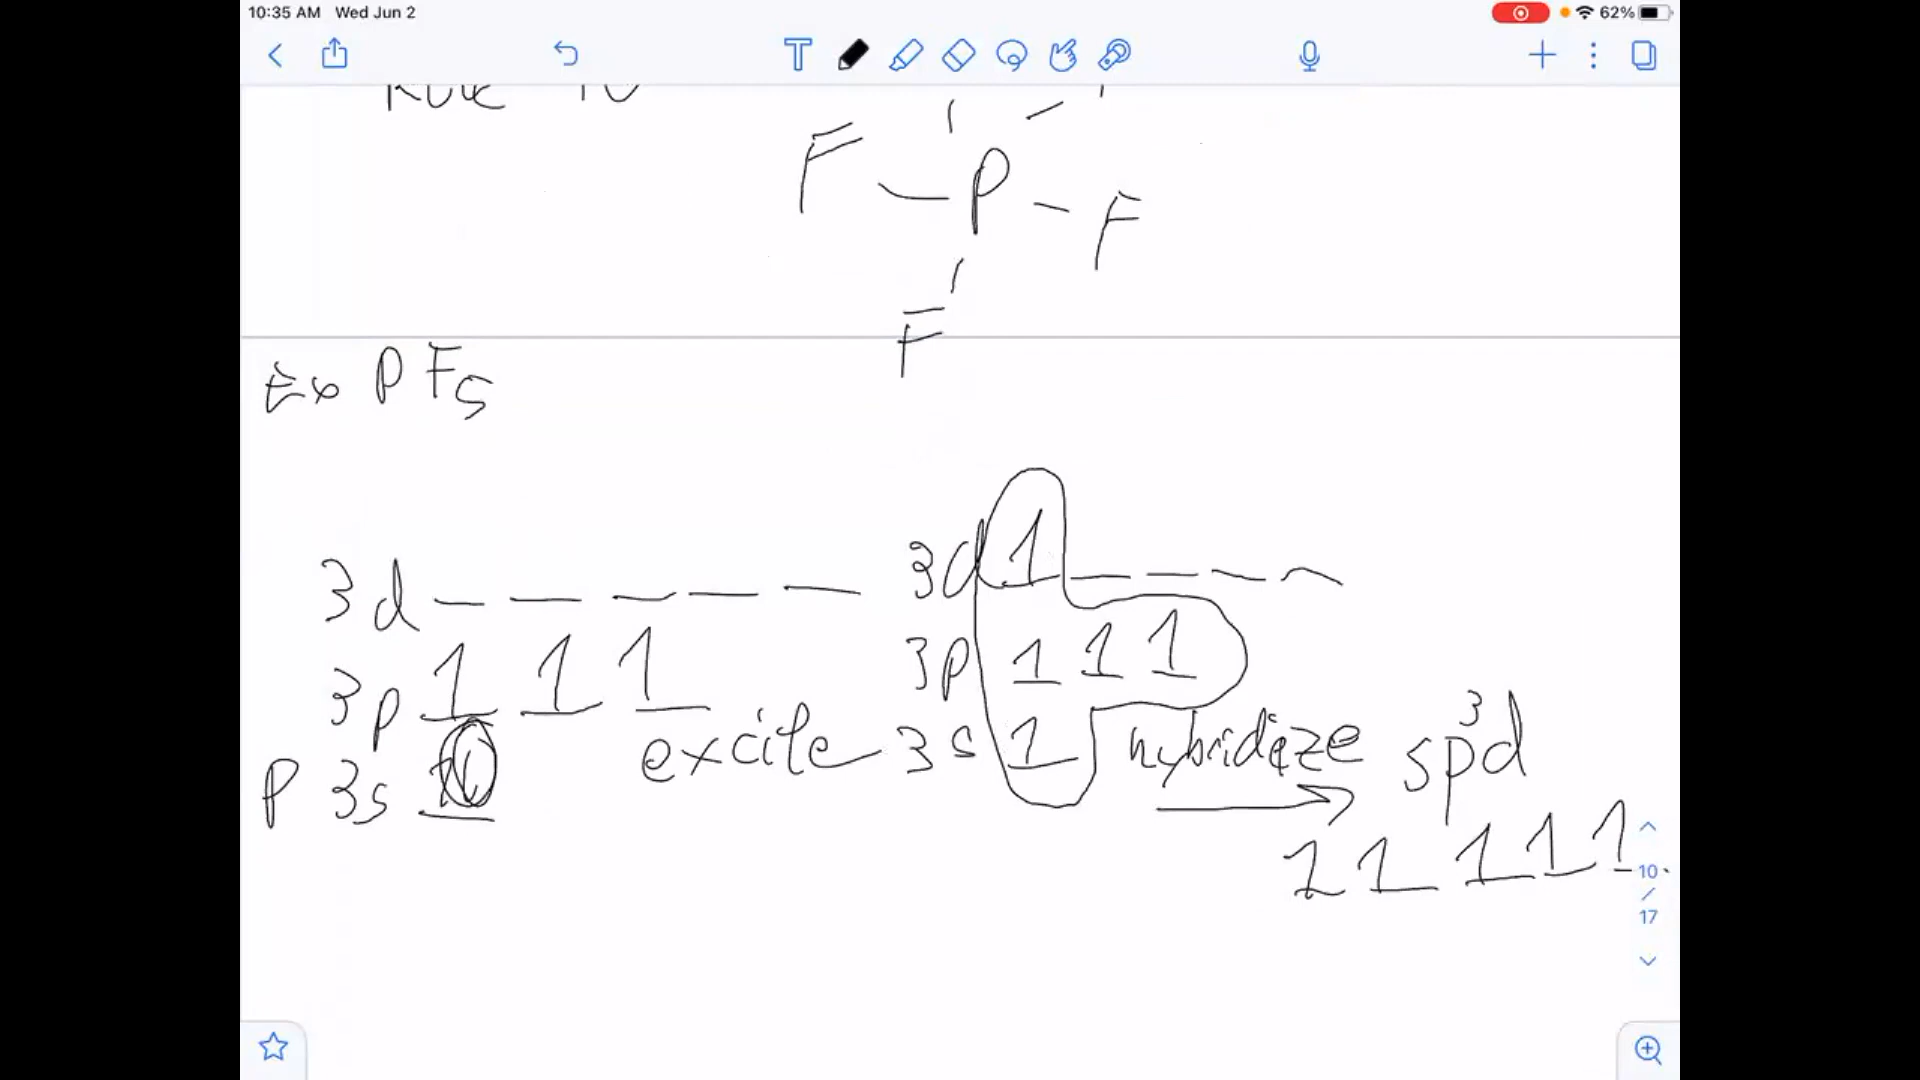 10:35 AM Wed Jun 2
62%
T
F
P
F
F
Ex PF5
3d
3d 1
3p 1 1 1
3p 1 1 1
P 3s
excite
3s 1
hybridize
sp3d
1 1 1 1 1
10
/
17